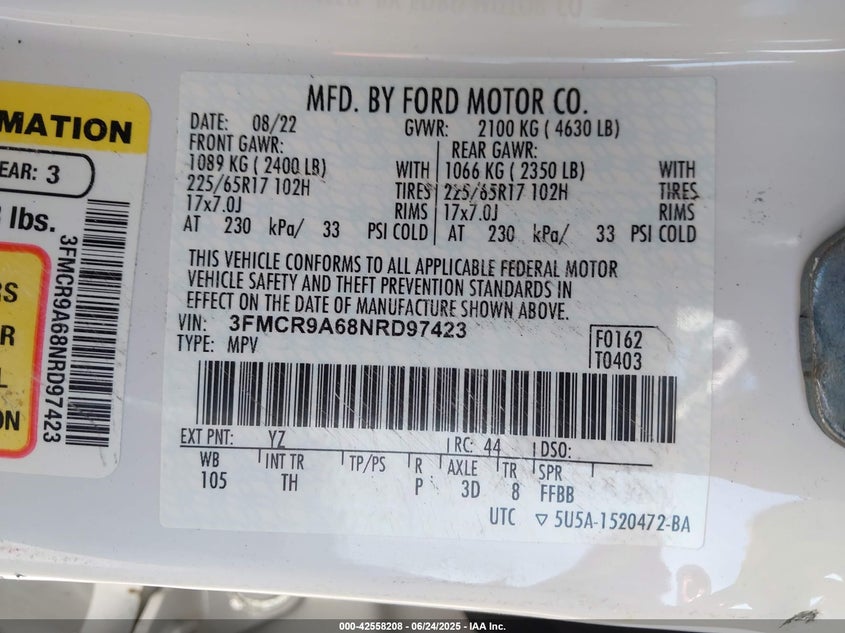 MFD. BY FORD MOTOR CO.
DATE: 08/22 GVWR: 2100 KG ( 4630 LB)
FRONT GAWR: REAR GAWR:
1089 KG ( 2400 LB) WITH 1066 KG ( 2350 LB) WITH
225/65R17 102H TIRES 225/65R17 102H TIRES
17x7.0J RIMS 17x7.0J RIMS
AT 230 kPa/ 33 PSI COLD AT 230 kPa/ 33 PSI COLD
THIS VEHICLE CONFORMS TO ALL APPLICABLE FEDERAL MOTOR
VEHICLE SAFETY AND THEFT PREVENTION STANDARDS IN
EFFECT ON THE DATE OF MANUFACTURE SHOWN ABOVE.
VIN: 3FMCR9A68NRD97423
TYPE: MPV
F0162
T0403
EXT PNT: YZ RC: 44 DSO:
WB INT TR TP/PS R AXLE TR SPR
105 TH P 3D 8 FFBB
UTC ▽ 5U5A-1520472-BA
MATION
EAR: 3
lbs.
3FMCR9A68NRD97423
RS
R
L
ON
000-42558208 - 06/24/2025 - IAA Inc.